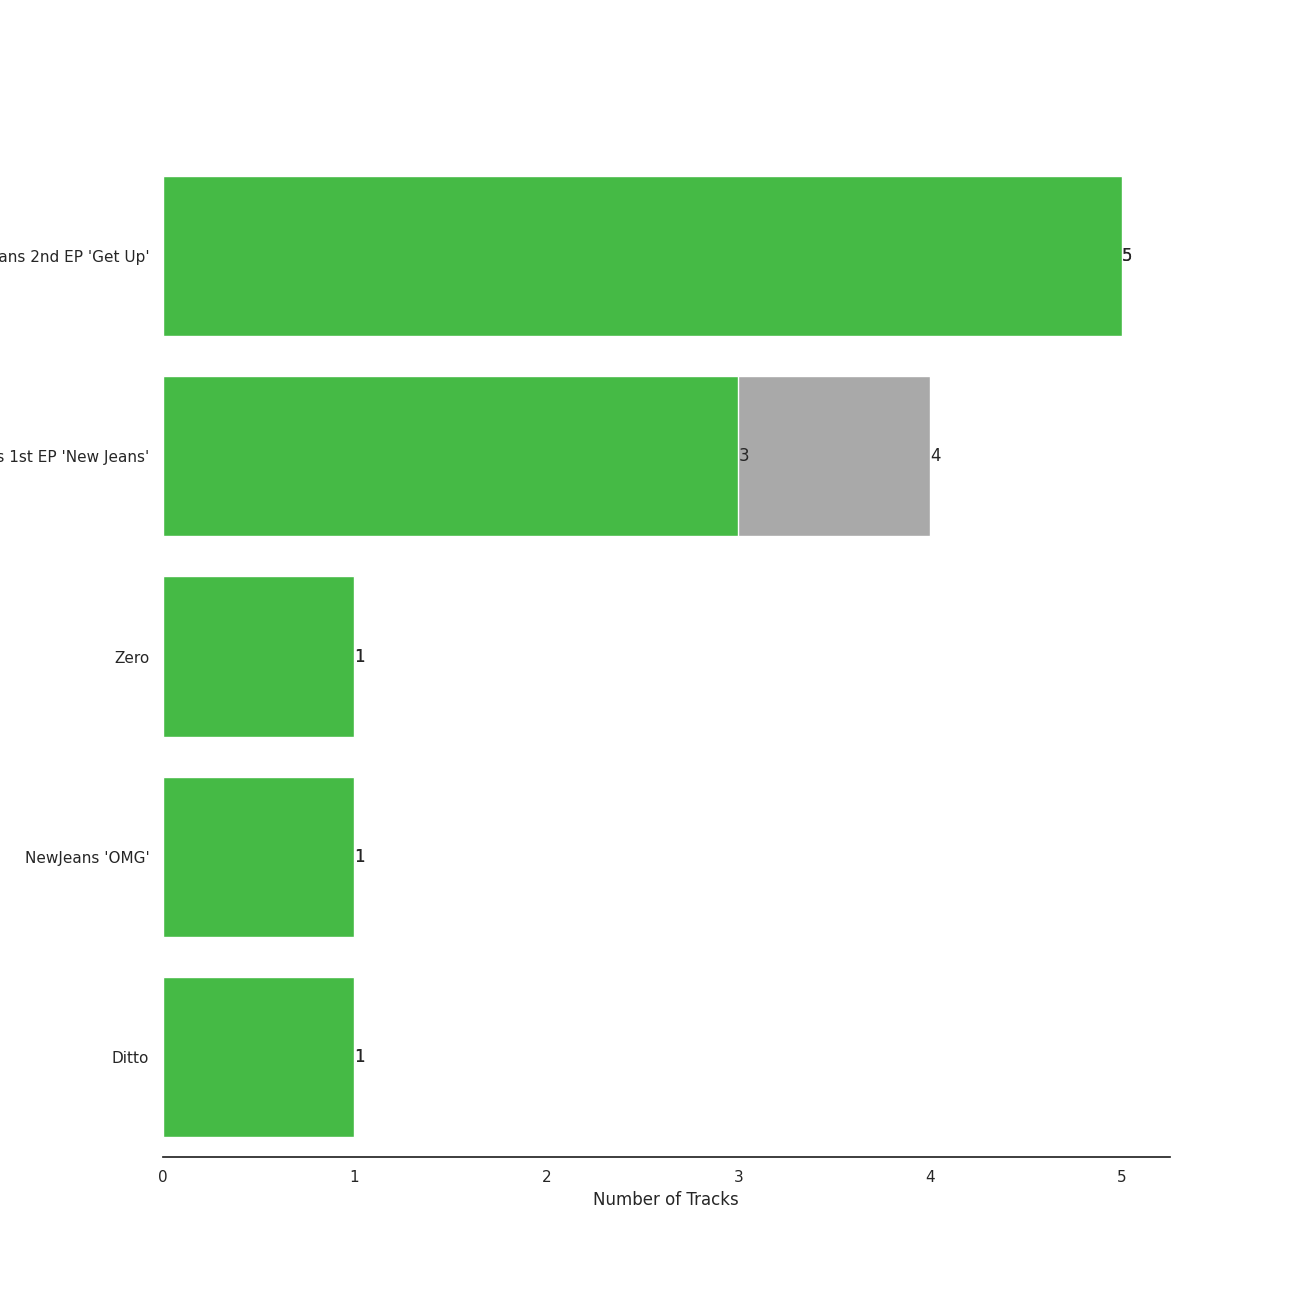 ans 2nd EP 'Get Up'
5
s 1st EP 'New Jeans'
3
4
Zero
1
NewJeans 'OMG'
1
Ditto
1
0 1 2 3 4 5
Number of Tracks